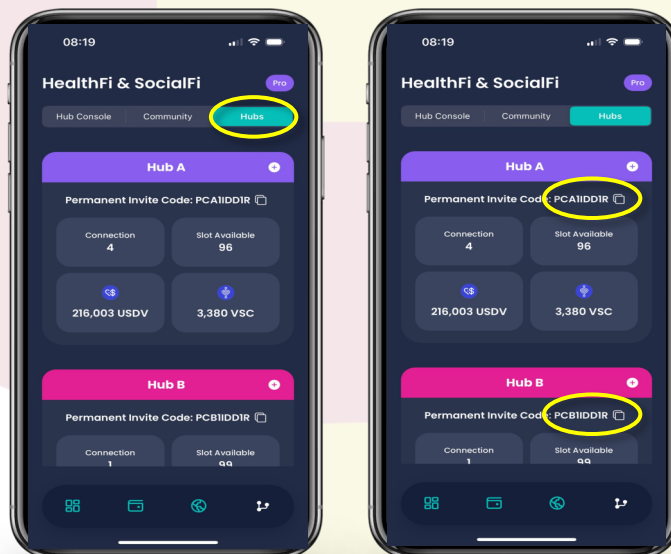 08:19
HealthFi & SocialFi
Pro
Hub Console Community Hubs
Hub A
Permanent Invite Code: PCA1IDD1R
Connection Slot Available
4 96
216,003 USDV 3,380 VSC
Hub B
Permanent Invite Code: PCB1IDD1R
Connection Slot Available
1 99
08:19
HealthFi & SocialFi
Pro
Hub Console Community Hubs
Hub A
Permanent Invite Code: PCA1IDD1R
Connection Slot Available
4 96
216,003 USDV 3,380 VSC
Hub B
Permanent Invite Code: PCB1IDD1R
Connection Slot Available
1 99